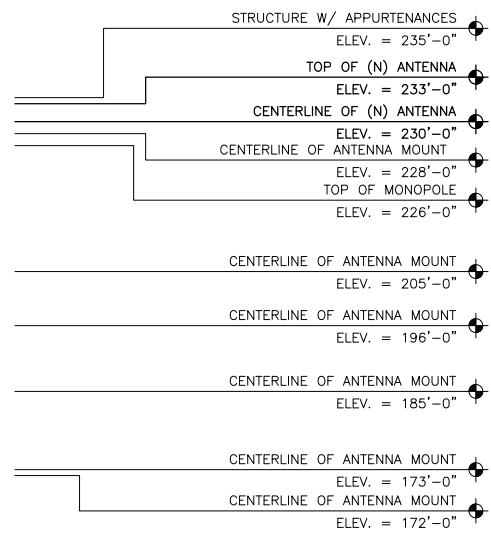 STRUCTURE W/ APPURTENANCES
ELEV. = 235'-0"
TOP OF (N) ANTENNA
ELEV. = 233'-0"
CENTERLINE OF (N) ANTENNA
ELEV. = 230'-0"
CENTERLINE OF ANTENNA MOUNT
ELEV. = 228'-0"
TOP OF MONOPOLE
ELEV. = 226'-0"
CENTERLINE OF ANTENNA MOUNT
ELEV. = 205'-0"
CENTERLINE OF ANTENNA MOUNT
ELEV. = 196'-0"
CENTERLINE OF ANTENNA MOUNT
ELEV. = 185'-0"
CENTERLINE OF ANTENNA MOUNT
ELEV. = 173'-0"
CENTERLINE OF ANTENNA MOUNT
ELEV. = 172'-0"